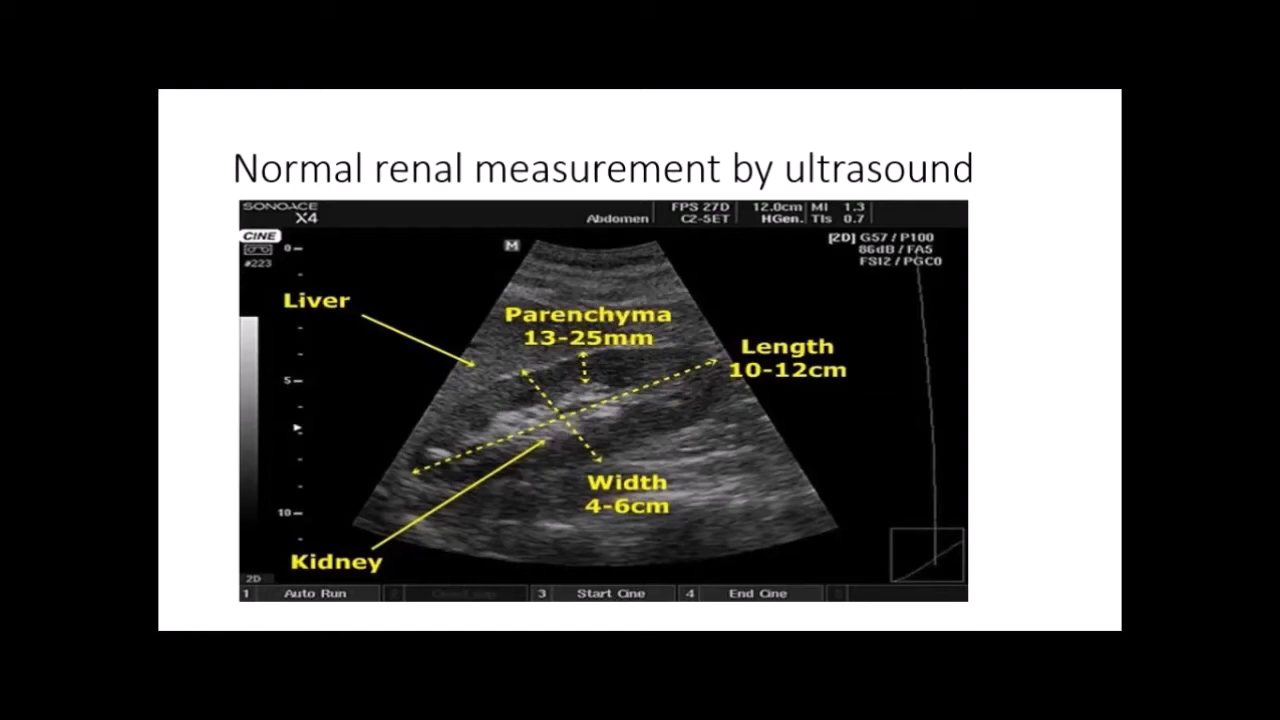 Normal renal measurement by ultrasound
SONOACE
X4
Abdomen
FPS 27D
C2-5ET
12.0cm
HGen.
MI 1.3
TIs 0.7
CINE
#223
M
[2D] G57 / P100
86dB / FA5
FSI2 / PGC0
0
5
10
Liver
Parenchyma
13-25mm
Length
10-12cm
Width
4-6cm
Kidney
2D
1 Auto Run
3 Start Cine
4 End Cine